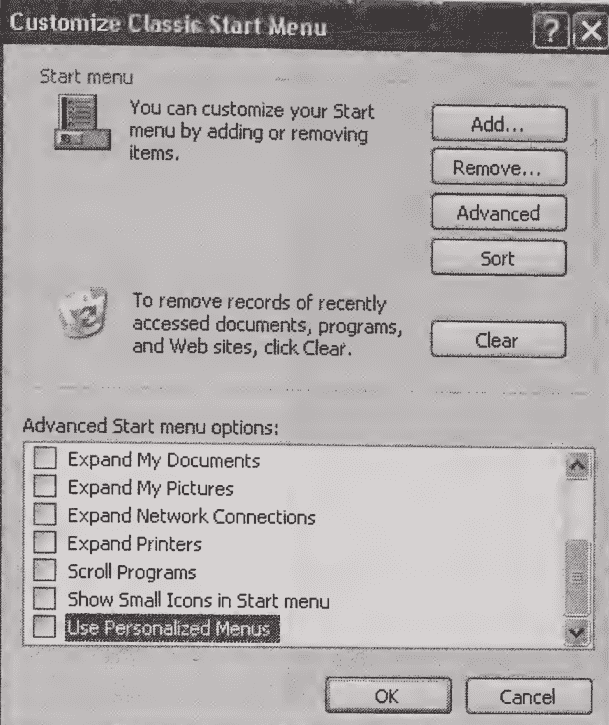 Customize Classic Start Menu
Start menu
You can customize your Start
menu by adding or removing
items.
Add...
Remove...
Advanced
Sort
To remove records of recently
accessed documents, programs,
and Web sites, click Clear.
Clear
Advanced Start menu options:
Expand My Documents
Expand My Pictures
Expand Network Connections
Expand Printers
Scroll Programs
Show Small Icons in Start menu
Use Personalized Menus
OK
Cancel